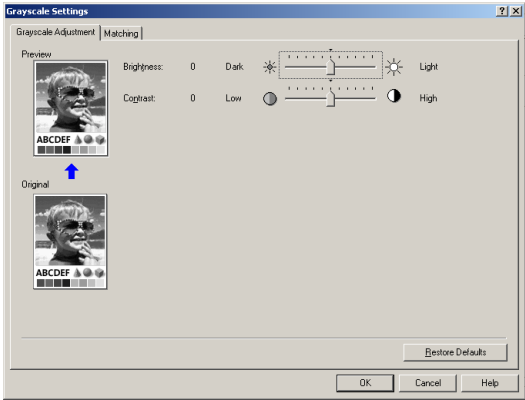 Grayscale Settings
Grayscale Adjustment Matching
Preview
Brightness: 0 Dark Light
Contrast: 0 Low High
ABCDEF
Original
ABCDEF
Restore Defaults
OK Cancel Help